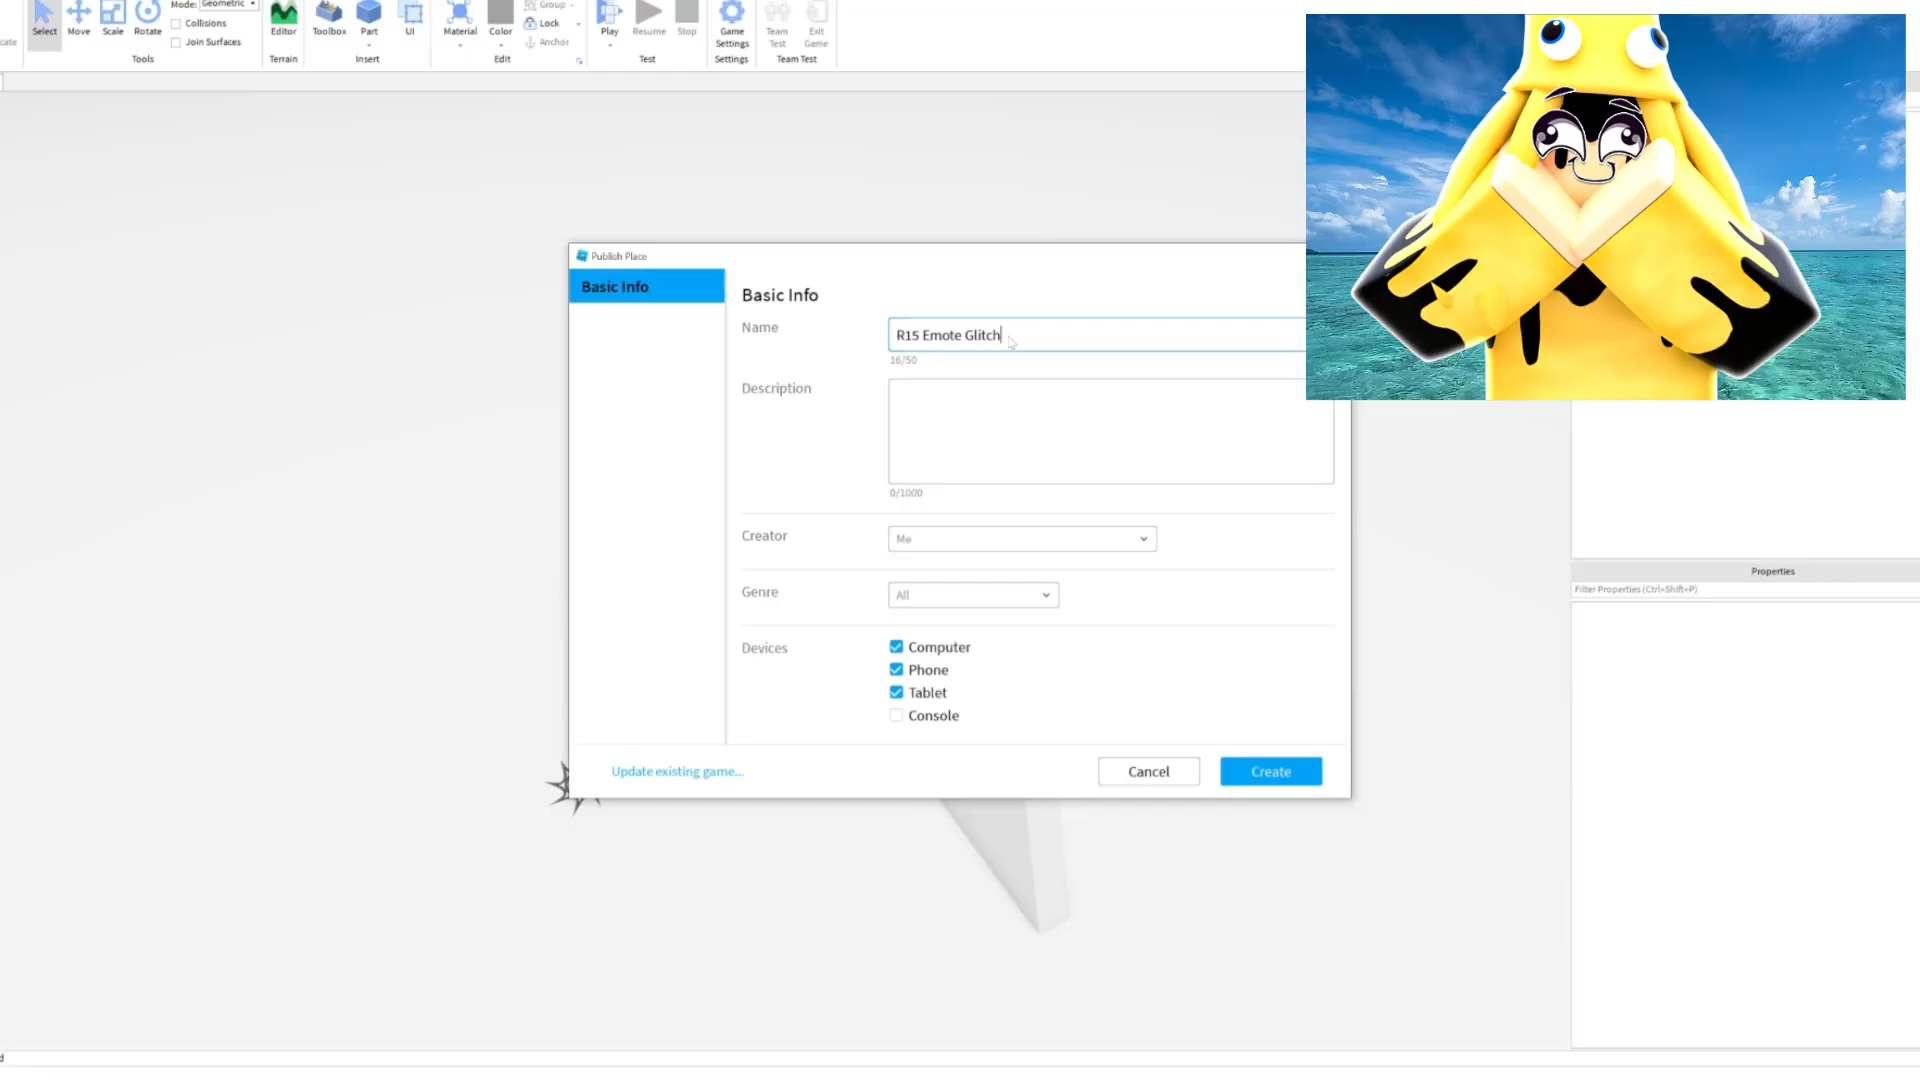 Mode: Geometric
Collisions
Join Surfaces
cate
Select
Move
Scale
Rotate
Tools
Editor
Terrain
Toolbox
Part
UI
Insert
Material
Color
Group
Lock
Anchor
Edit
Play
Resume
Stop
Test
Game
Settings
Settings
Team
Test
Exit
Game
Team Test
Publish Place
Basic Info
Basic Info
Name
R15 Emote Glitch
16/50
Description
0/1000
Creator
Me
Genre
All
Devices
Computer
Phone
Tablet
Console
Update existing game...
Cancel
Create
Properties
Filter Properties (Ctrl+Shift+P)
d